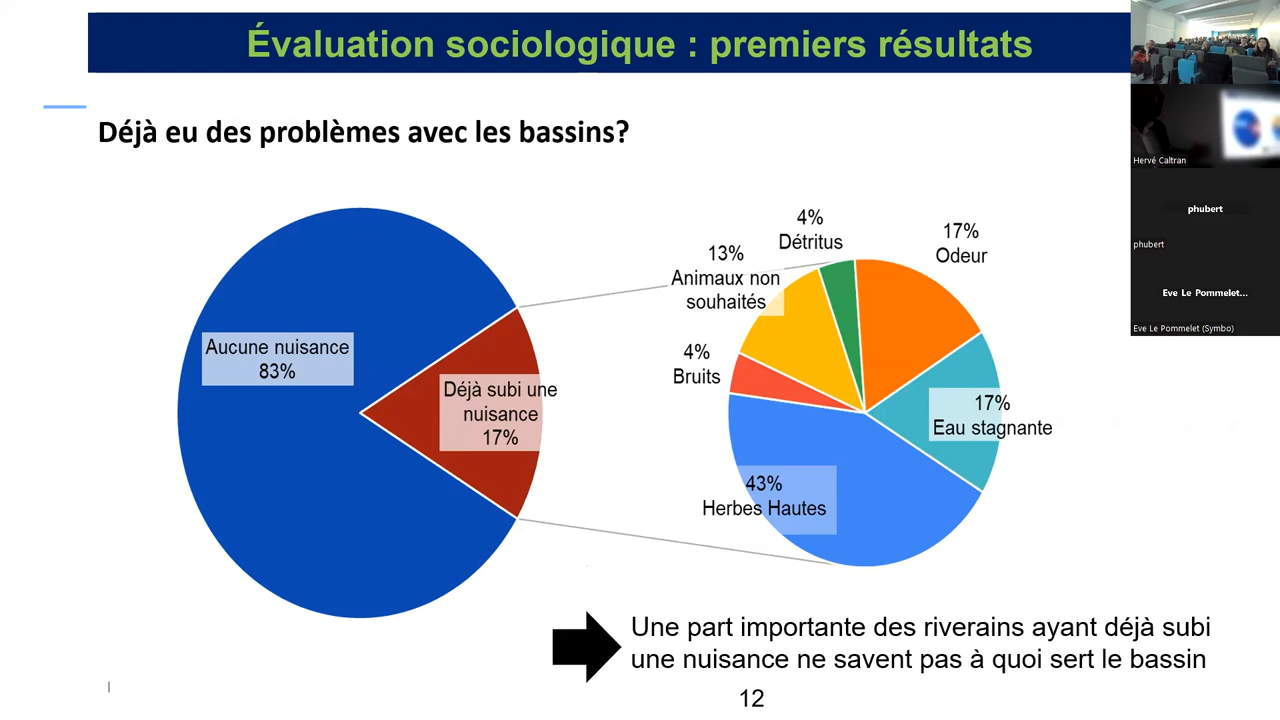 Évaluation sociologique : premiers résultats
Déjà eu des problèmes avec les bassins?
Aucune nuisance
83%
Déjà subi une
nuisance
17%
4%
Détritus
17%
Odeur
13%
Animaux non
souhaités
4%
Bruits
17%
Eau stagnante
43%
Herbes Hautes
Une part importante des riverains ayant déjà subi
une nuisance ne savent pas à quoi sert le bassin
12
Hervé Caltran
phubert
phubert
Eve Le Pommelet...
Eve Le Pommelet (Symbo)